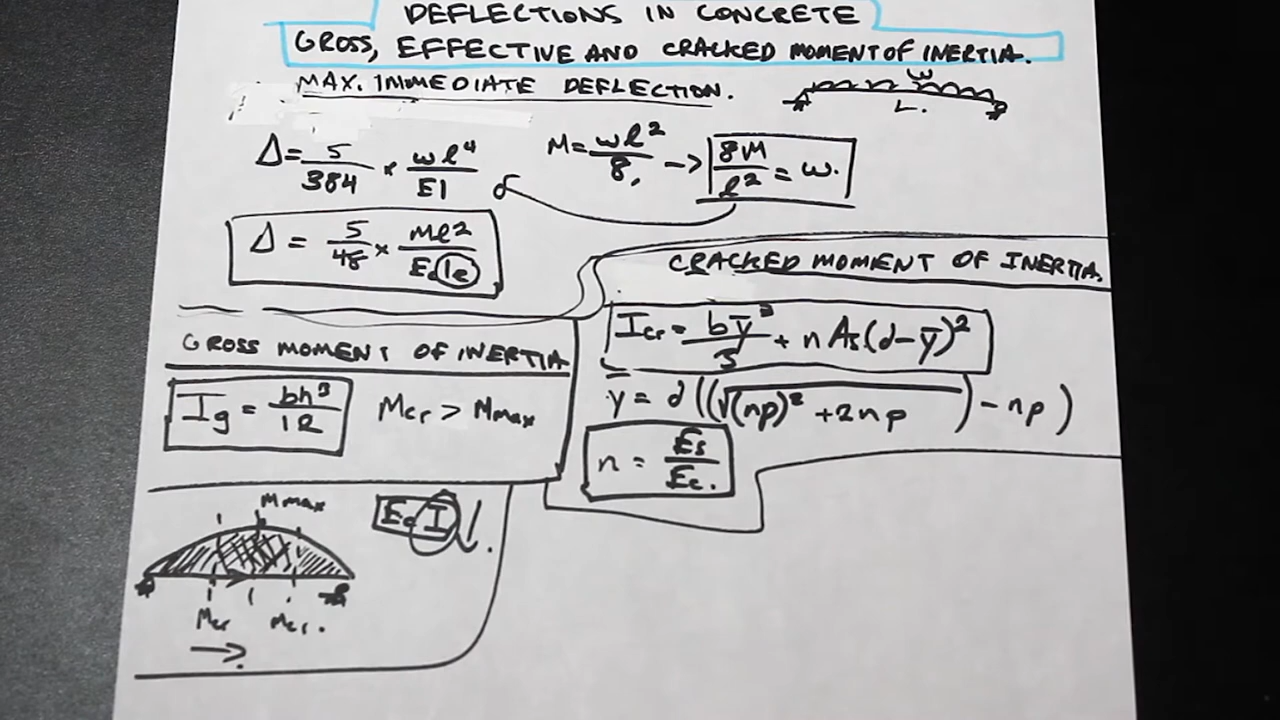 DEFLECTIONS IN CONCRETE
GROSS, EFFECTIVE AND CRACKED MOMENT OF INERTIA.
MAX. IMMEDIATE DEFLECTION.
w
L.
Δ = 5/384 × wl⁴/EI
M = wl²/8. → 8M/l² = w.
Δ = 5/48 × Ml²/EcIe
CRACKED MOMENT OF INERTIA.
Icr = bȳ³/3 + nAs(d-ȳ)²
ȳ = d((√(np)² + 2np) - np)
n = Es/Ec.
GROSS MOMENT OF INERTIA
Ig = bh³/12 Mcr > Mmax
Mmax
EcI ↓.
Mcr Mcr.
→